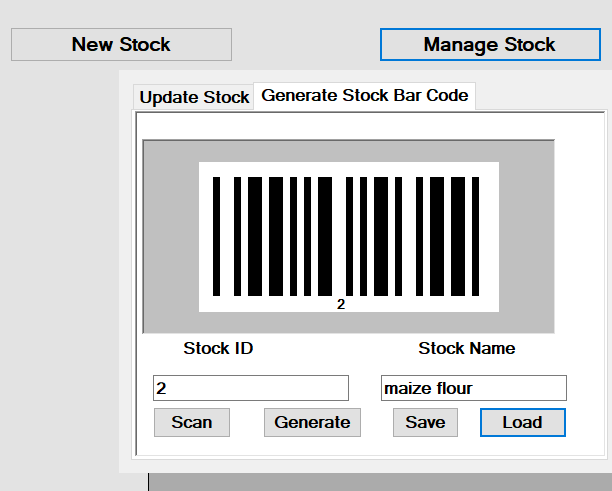 New Stock
Manage Stock
Update Stock
Generate Stock Bar Code
2
Stock ID
Stock Name
2
maize flour
Scan
Generate
Save
Load